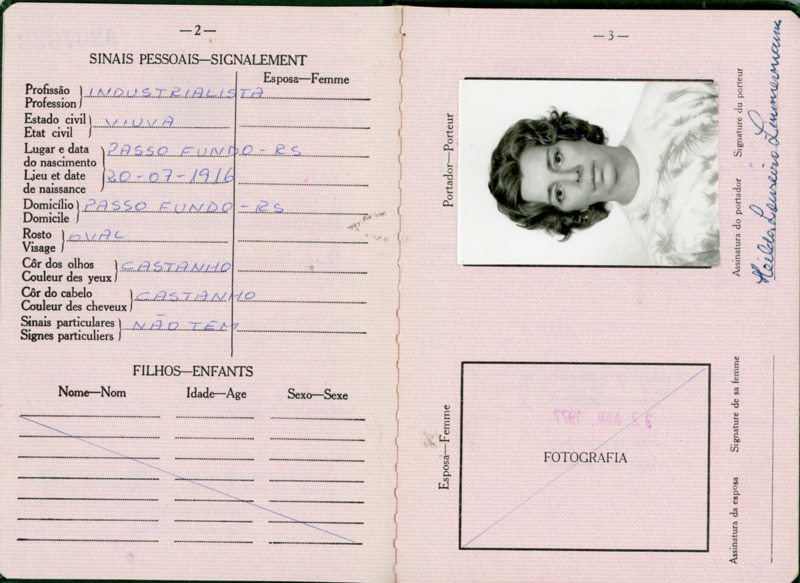 —2—
SINAIS PESSOAIS—SIGNALEMENT
Esposa—Femme
Profissão
Profession
INDUSTRIALISTA
Estado civil
Etat civil
VIUVA
Lugar e data
do nascimento
PASSO FUNDO - RS
Lieu et date
de naissance
20-07-1916
Domicílio
Domicile
PASSO FUNDO - RS
Rosto
Visage
OVAL
Côr dos olhos
Couleur des yeux
CASTANHO
Côr do cabelo
Couleur des cheveux
CASTANHO
Sinais particulares
Signes particuliers
NÃO TEM
FILHOS—ENFANTS
Nome—Nom Idade—Age Sexo—Sexe
—3—
Portador—Porteur
Assinatura do portador Signature du porteur
Loureiro
Esposa—Femme
FOTOGRAFIA
Assinatura da esposa Signature de sa femme